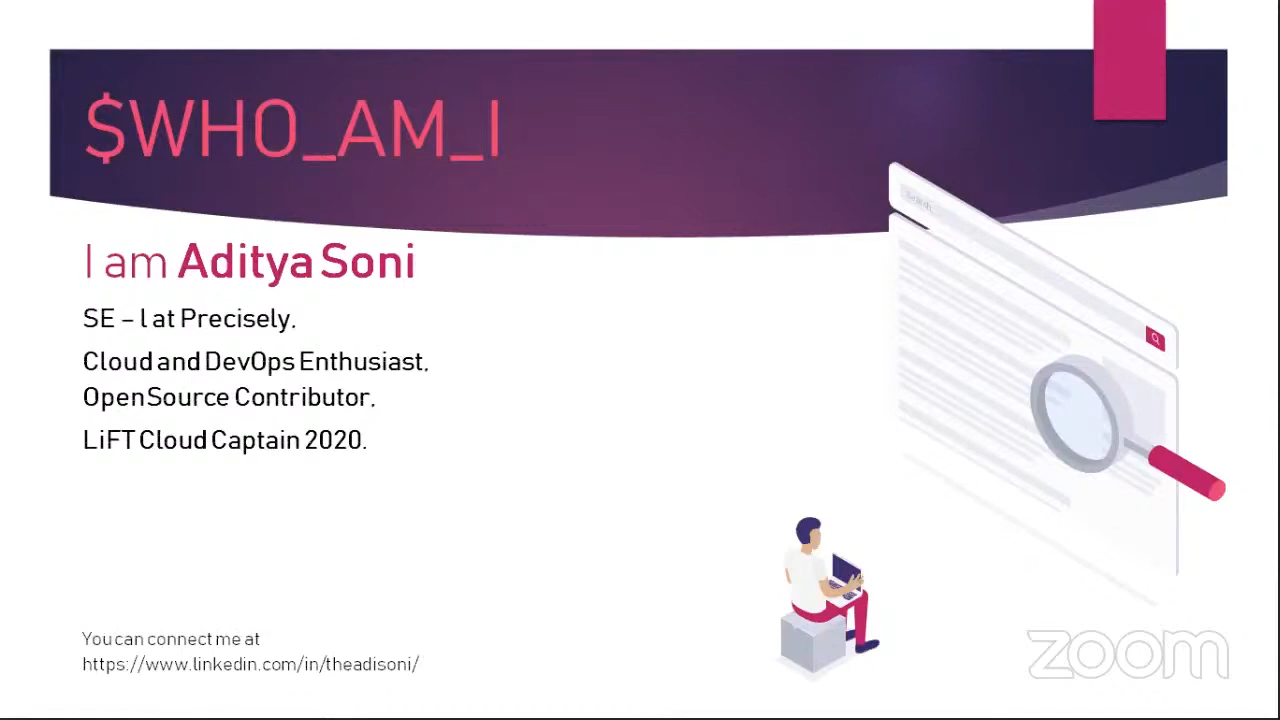 $WHO_AM_I
I am Aditya Soni
SE – I at Precisely.
Cloud and DevOps Enthusiast.
OpenSource Contributor.
LiFT Cloud Captain 2020.
You can connect me at
https://www.linkedin.com/in/theadisoni/
zoom